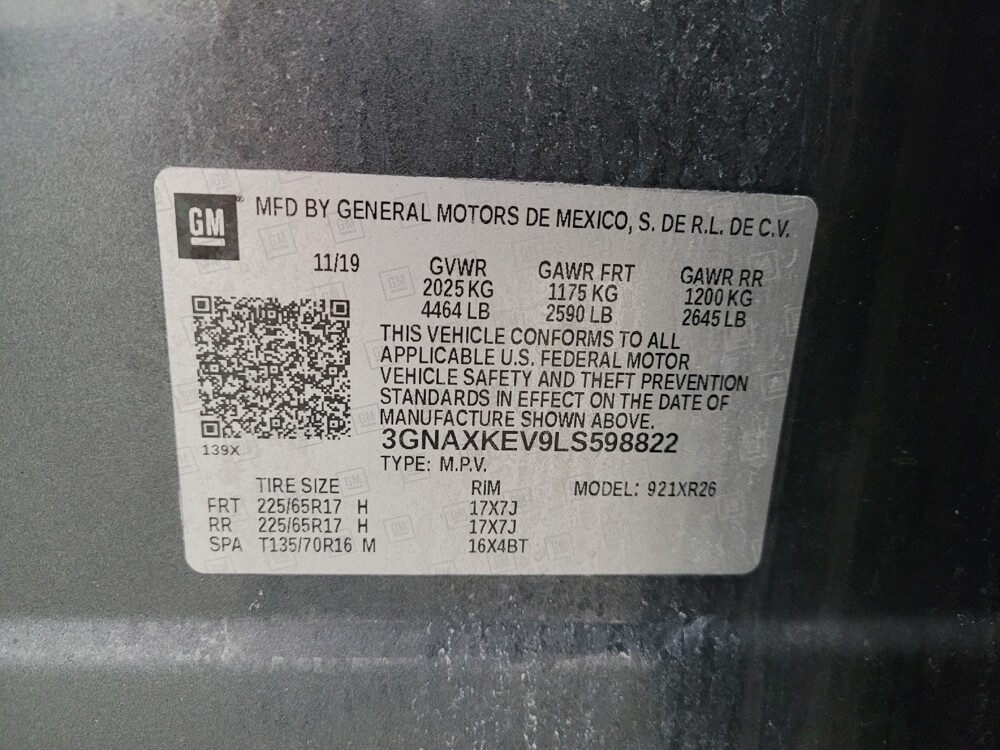 GM MFD BY GENERAL MOTORS DE MEXICO, S. DE R.L. DE C.V.
11/19 GVWR GAWR FRT GAWR RR
2025 KG 1175 KG 1200 KG
4464 LB 2590 LB 2645 LB
THIS VEHICLE CONFORMS TO ALL
APPLICABLE U.S. FEDERAL MOTOR
VEHICLE SAFETY AND THEFT PREVENTION
STANDARDS IN EFFECT ON THE DATE OF
MANUFACTURE SHOWN ABOVE.
3GNAXKEV9LS598822
139X
TYPE: M.P.V.
TIRE SIZE RIM MODEL: 921XR26
FRT 225/65R17 H 17X7J
RR 225/65R17 H 17X7J
SPA T135/70R16 M 16X4BT